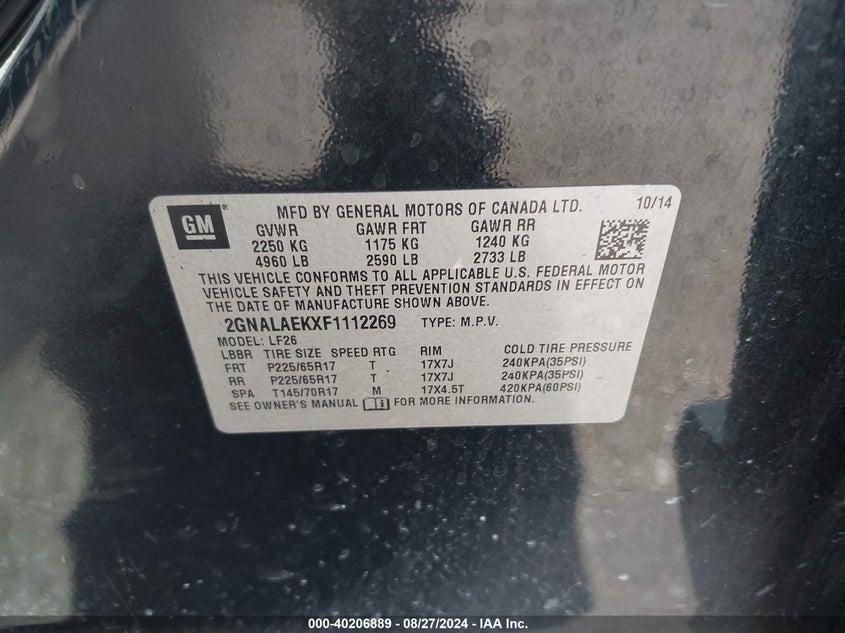 GM
MFD BY GENERAL MOTORS OF CANADA LTD. 10/14
GVWR GAWR FRT GAWR RR
2250 KG 1175 KG 1240 KG
4960 LB 2590 LB 2733 LB
THIS VEHICLE CONFORMS TO ALL APPLICABLE U.S. FEDERAL MOTOR
VEHICLE SAFETY AND THEFT PREVENTION STANDARDS IN EFFECT ON
THE DATE OF MANUFACTURE SHOWN ABOVE.
2GNALAEKXF1112269 TYPE: M.P.V.
MODEL: LF26
LBBR TIRE SIZE SPEED RTG RIM COLD TIRE PRESSURE
FRT P225/65R17 T 17X7J 240KPA(35PSI)
RR P225/65R17 T 17X7J 240KPA(35PSI)
SPA T145/70R17 M 17X4.5T 420KPA(60PSI)
SEE OWNER'S MANUAL FOR MORE INFORMATION.
000-40206889 - 08/27/2024 - IAA Inc.